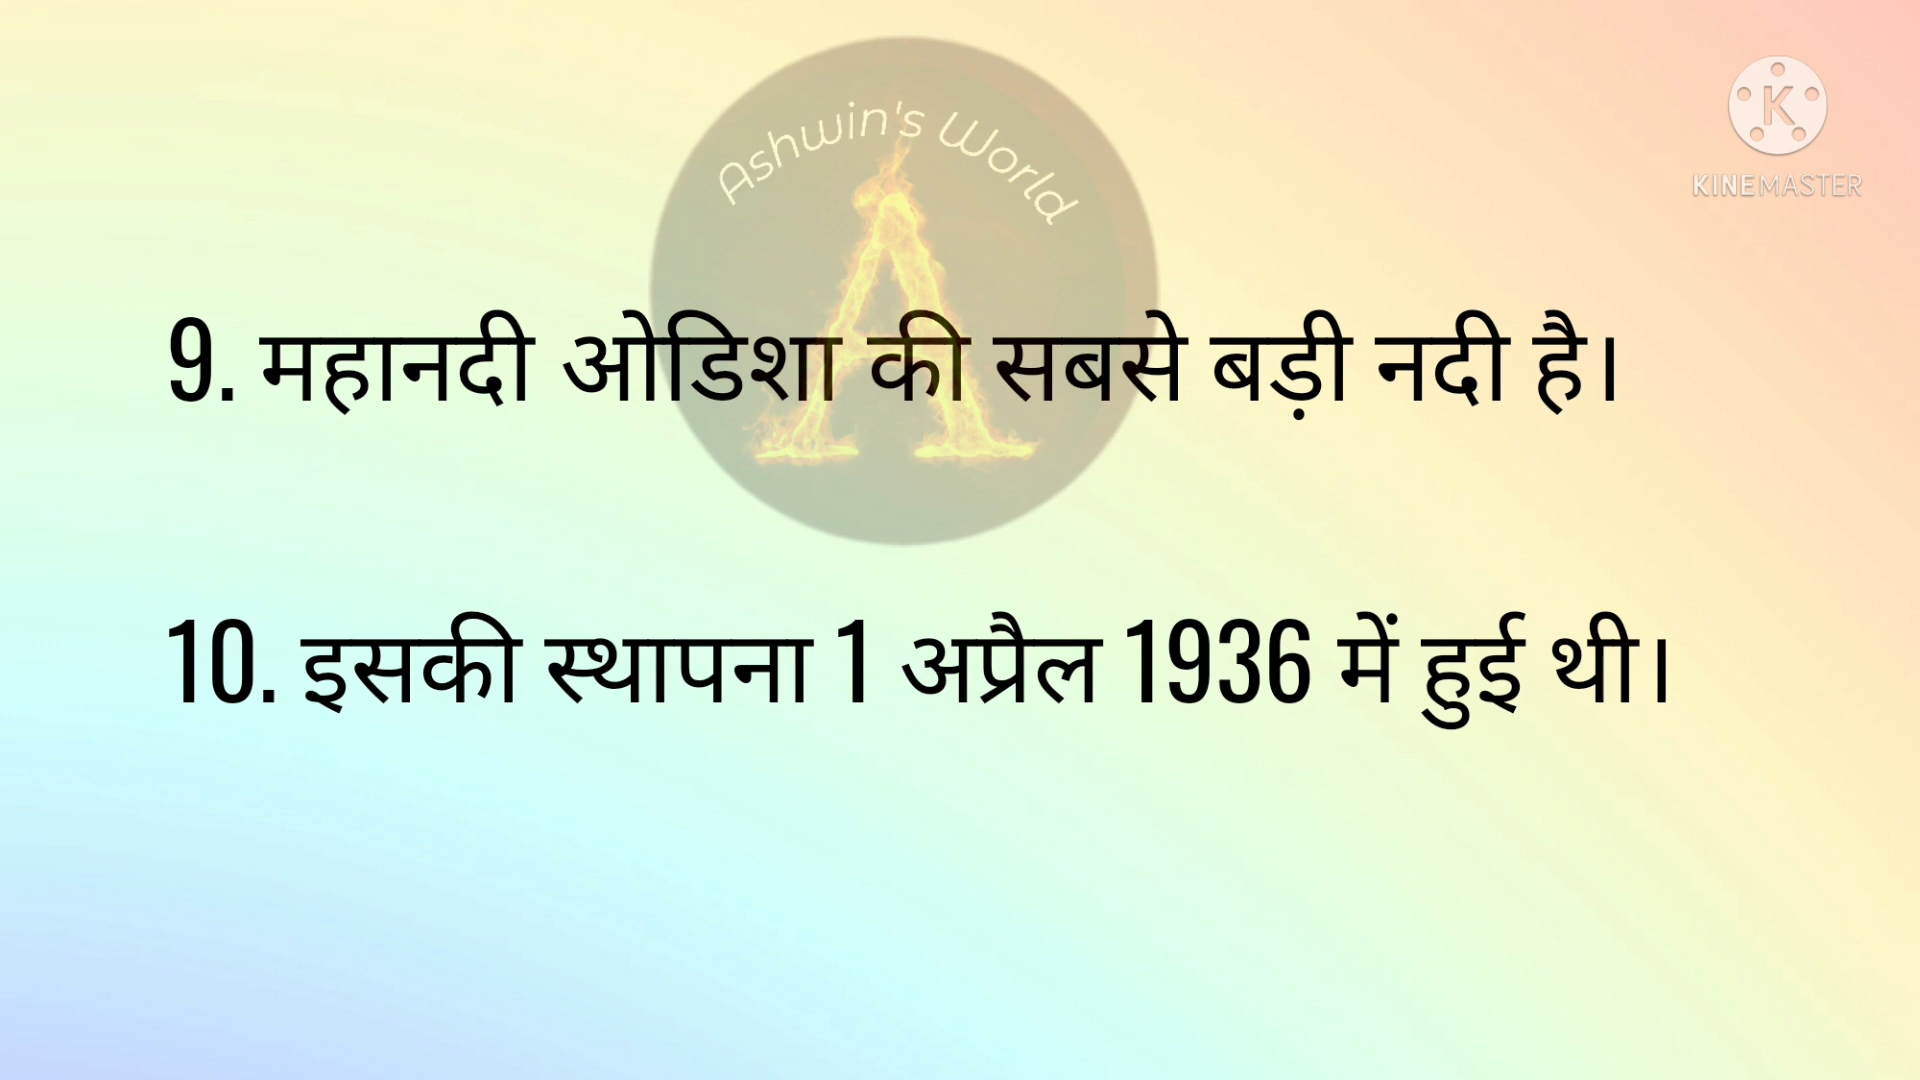 Ashwin's World
K
KINEMASTER
9. महानदी ओडिशा की सबसे बड़ी नदी है।
10. इसकी स्थापना 1 अप्रैल 1936 में हुई थी।